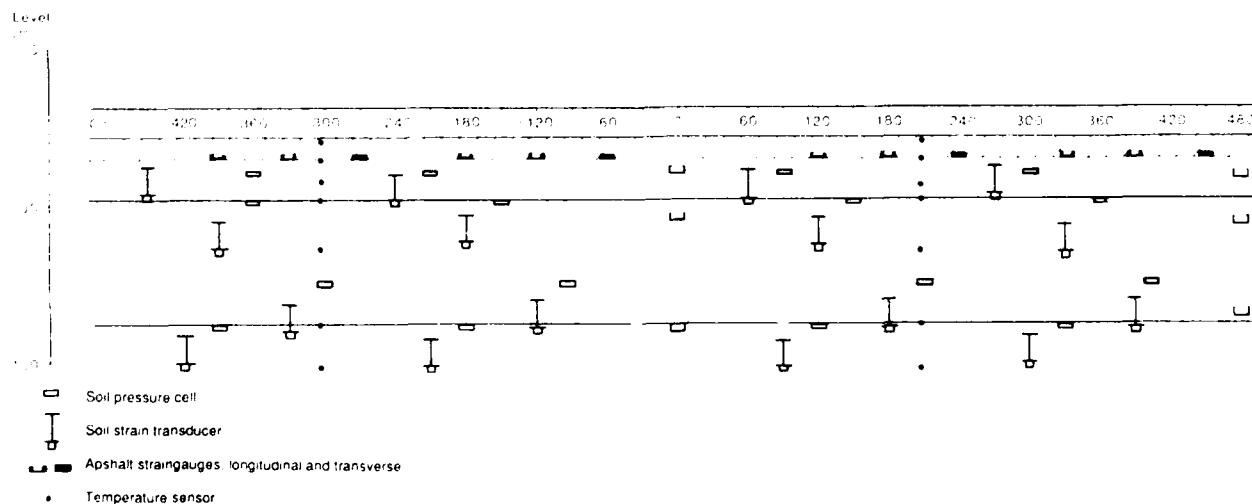 Level
420 360 300 240 180 120 60 0 60 120 180 240 300 360 420 480
Soil pressure cell
Soil strain transducer
Apshalt straingauges, longitudinal and transverse
Temperature sensor